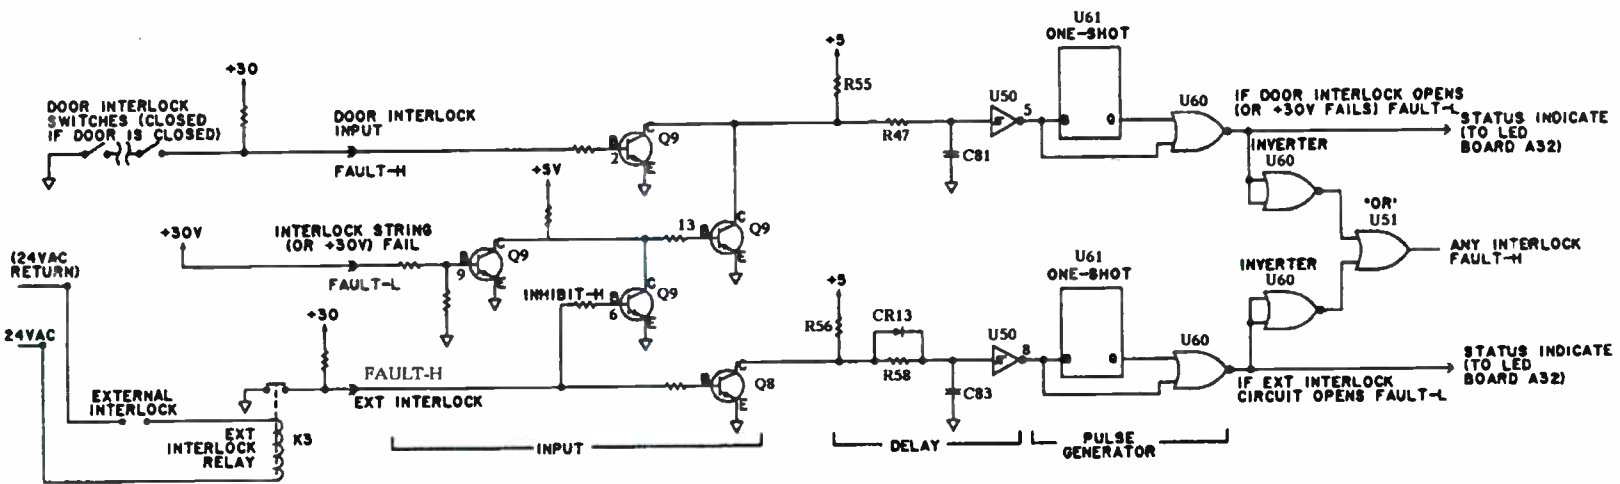 U61
ONE-SHOT
+5
R55
+30
DOOR INTERLOCK
SWITCHES (CLOSED
IF DOOR IS CLOSED)
DOOR INTERLOCK
INPUT
FAULT-H
B
2
C
Q9
E
R47
C81
U50
5
B
Q
U60
IF DOOR INTERLOCK OPENS
(OR +30V FAILS) FAULT-L
STATUS INDICATE
(TO LED
BOARD A32)
INVERTER
U60
+5V
+30V
INTERLOCK STRING
(OR +30V) FAIL
FAULT-L
B
9
C
Q9
E
13
B
C
Q9
E
"OR"
U51
ANY INTERLOCK
FAULT-H
(24VAC
RETURN)
24VAC
INHIBIT-H
B
6
C
Q9
E
+5
R56
CR13
R58
C83
U50
8
U61
ONE-SHOT
B
Q
U60
INVERTER
U60
STATUS INDICATE
(TO LED
BOARD A32)
IF EXT INTERLOCK
CIRCUIT OPENS FAULT-L
+30
FAULT-H
EXT INTERLOCK
B
C
Q8
E
EXTERNAL
INTERLOCK
EXT
INTERLOCK
RELAY
K3
INPUT
DELAY
PULSE
GENERATOR